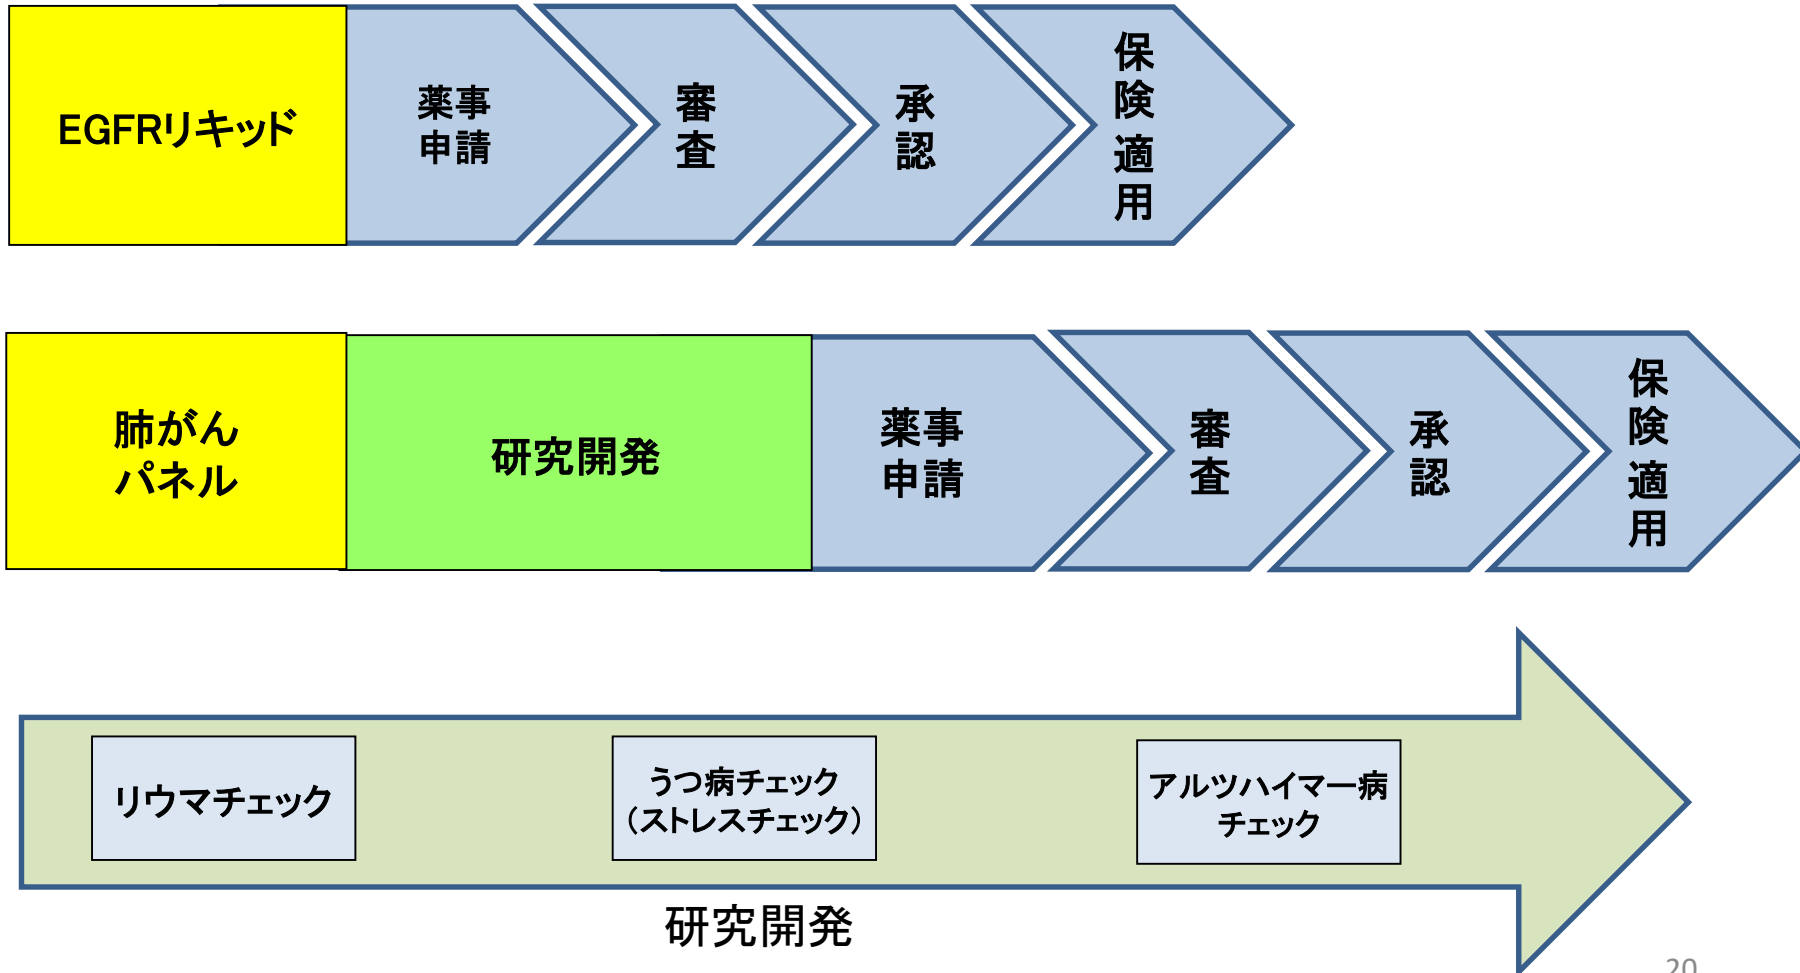 EGFRリキッド
薬事
申請
審
査
承
認
保
険
適
用
肺がん
パネル
研究開発
薬事
申請
審
査
承
認
保
険
適
用
リウマチェック
うつ病チェック
（ストレスチェック）
アルツハイマー病
チェック
研究開発
20